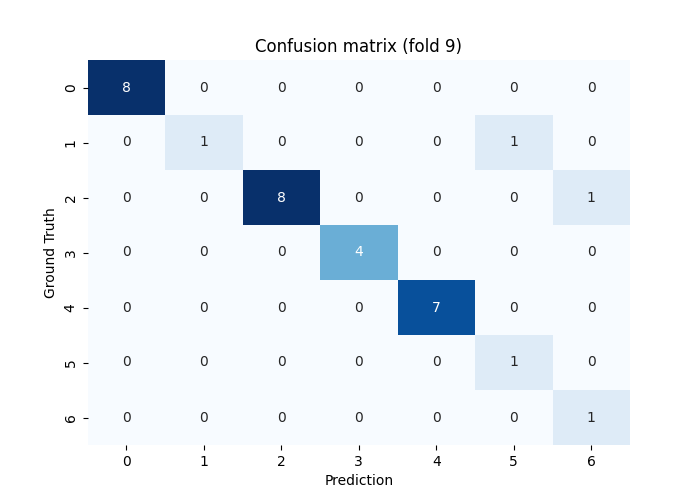 Confusion matrix (fold 9)
0 8 0 0 0 0 0 0
1 0 1 0 0 0 1 0
2 0 0 8 0 0 0 1
3 0 0 0 4 0 0 0
4 0 0 0 0 7 0 0
5 0 0 0 0 0 1 0
6 0 0 0 0 0 0 1
0 1 2 3 4 5 6
Ground Truth
Prediction